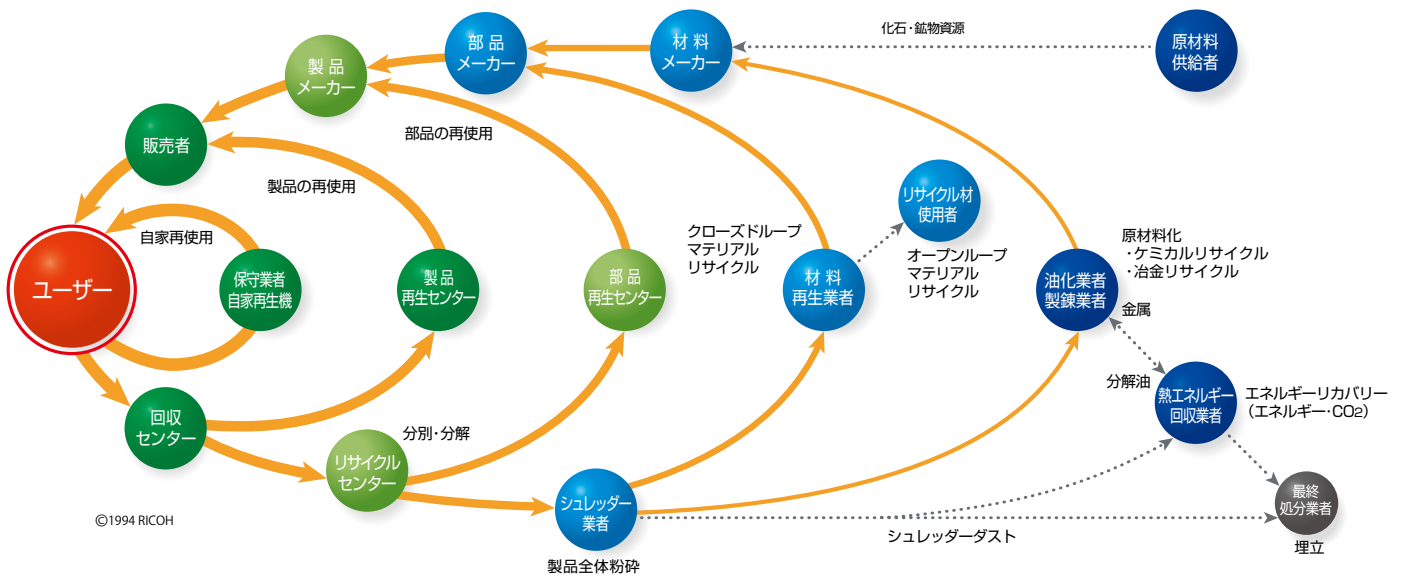 化石・鉱物資源
原材料
供給者
材 料
メーカー
部 品
メーカー
製 品
メーカー
販売者
部品の再使用
製品の再使用
自家再使用
ユーザー
保守業者
自家再生機
製 品
再生センター
部 品
再生センター
クローズドループ
マテリアル
リサイクル
材 料
再生業者
リサイクル材
使用者
オープンループ
マテリアル
リサイクル
油化業者
製錬業者
原材料化
・ケミカルリサイクル
・冶金リサイクル
金属
分解油
熱エネルギー
回収業者
エネルギーリカバリー
(エネルギー・CO2)
回収
センター
分別・分解
リサイクル
センター
シュレッダー
業者
製品全体粉砕
シュレッダーダスト
最終
処分業者
埋立
©1994 RICOH